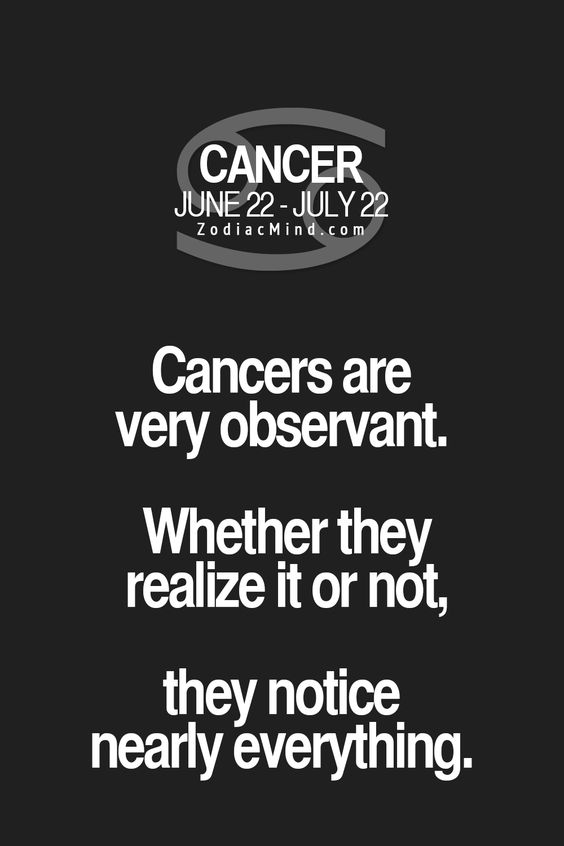 CANCER
JUNE 22 - JULY 22
ZodiacMind.com
Cancers are
very observant.
Whether they
realize it or not,
they notice
nearly everything.